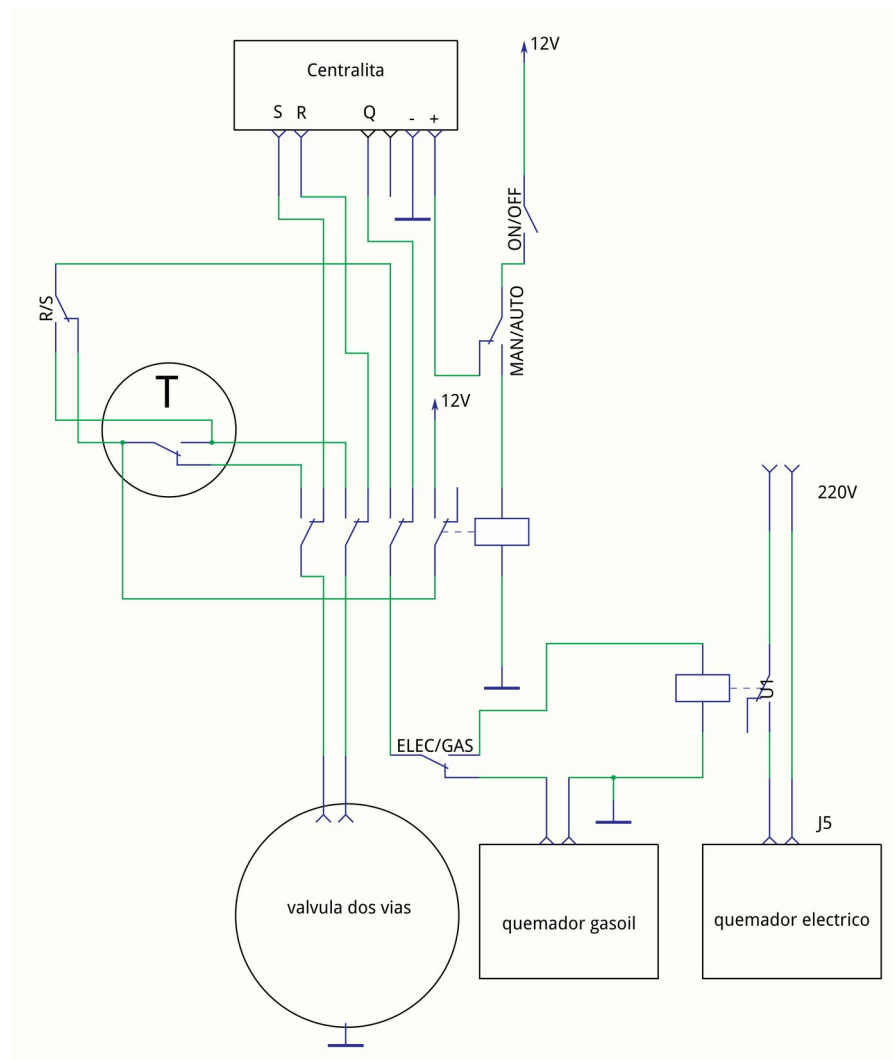 Centralita
S R Q - +
12V
ON/OFF
MAN/AUTO
R/S
T
12V
220V
U1
ELEC/GAS
J5
valvula dos vias
quemador gasoil
quemador electrico